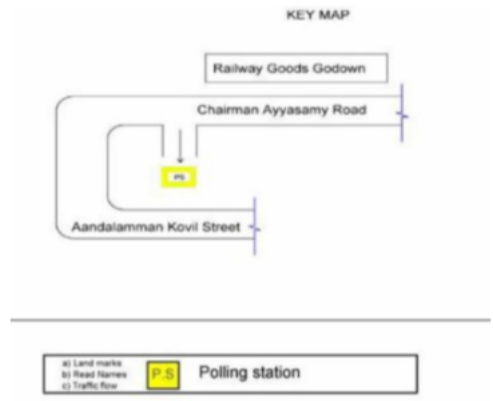 KEY MAP
Railway Goods Godown
Chairman Ayyasamy Road
PS
Aandalamman Kovil Street
a) Land marks
b) Read Names
c) Traffic flow
P.S
Polling station